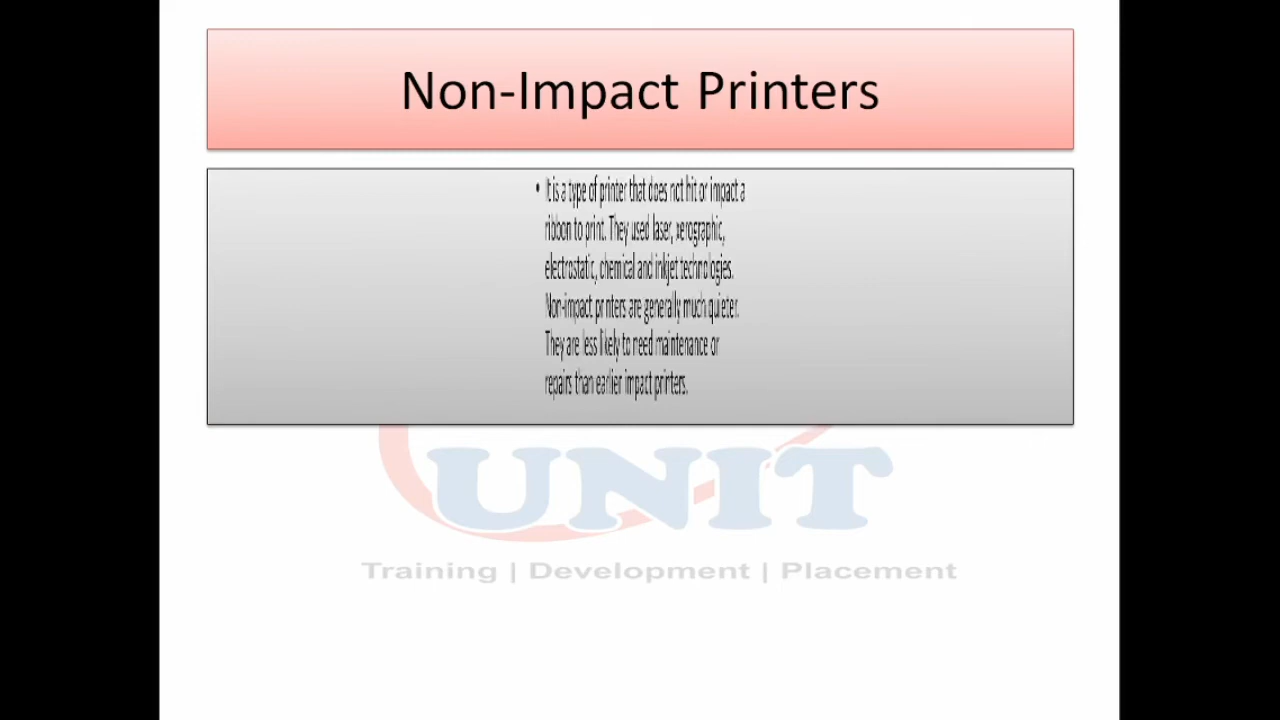 Non-Impact Printers
• It is a type of printer that does not hit or impact a
ribbon to print. They used laser, xerographic,
electrostatic, chemical and inkjet technologies.
Non-impact printers are generally much quieter.
They are less likely to need maintenance or
repairs than earlier impact printers.
UNIT
Training | Development | Placement